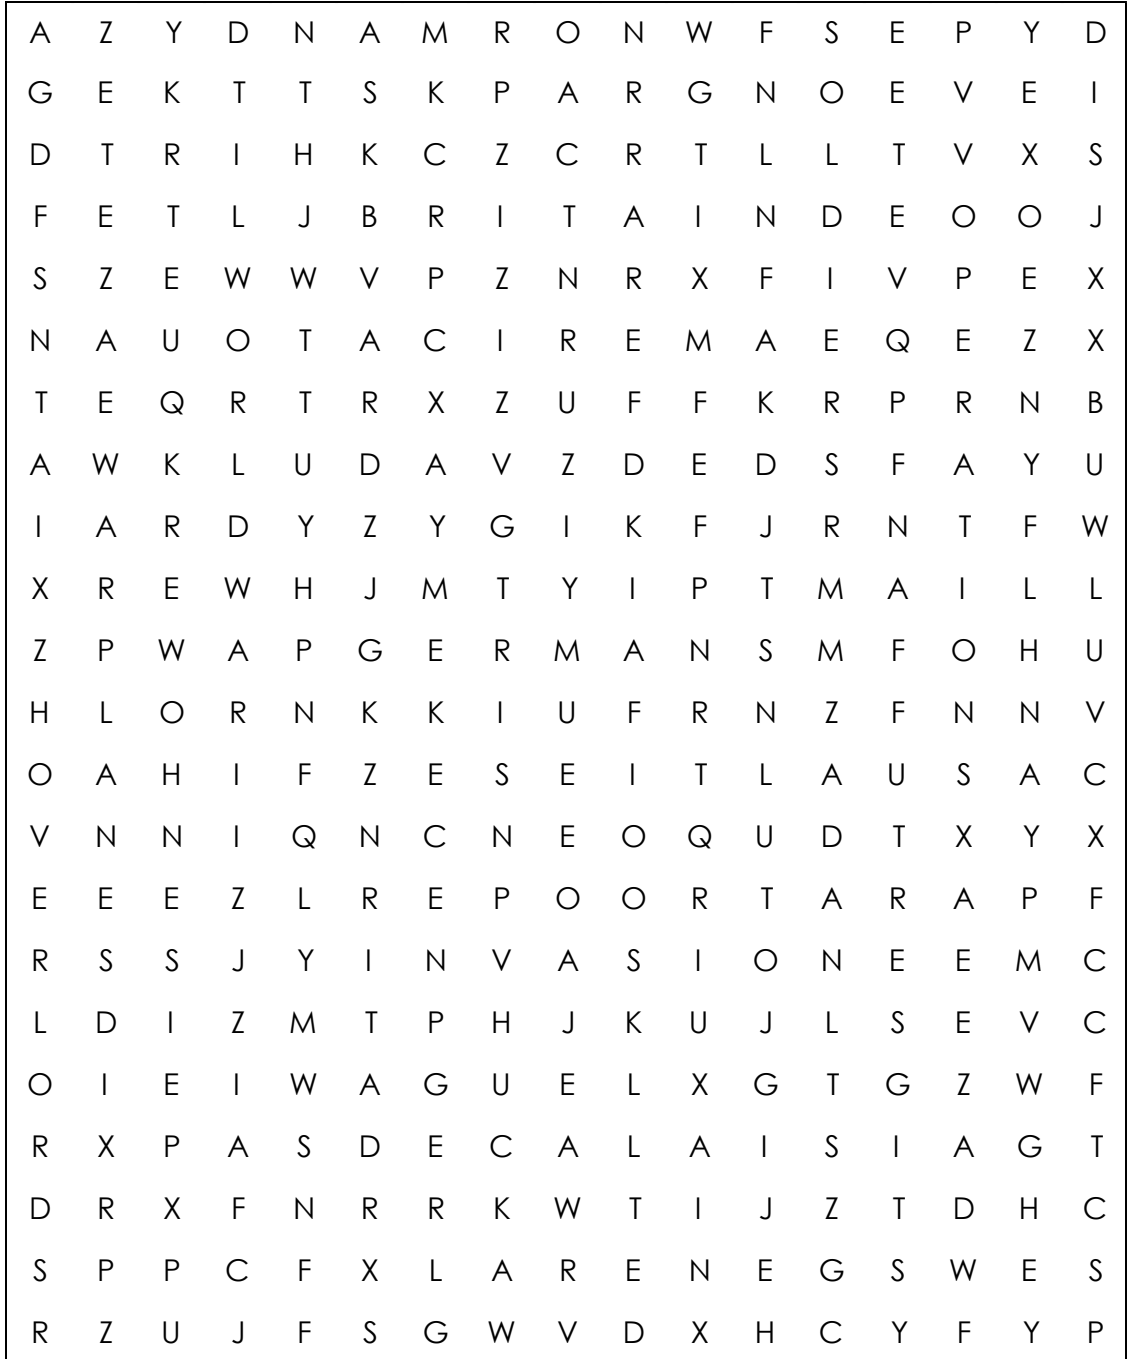 A Z Y D N A M R O N W F S E P Y D
G E K T T S K P A R G N O E V E I
D T R I H K C Z C R T L L T V X S
F E T L J B R I T A I N D E O O J
S Z E W W V P Z N R X F I V P E X
N A U O T A C I R E M A E Q E Z X
T E Q R T R X Z U F F K R P R N B
A W K L U D A V Z D E D S F A Y U
I A R D Y Z Y G I K F J R N T F W
X R E W H J M T Y I P T M A I L L
Z P W A P G E R M A N S M F O H U
H L O R N K K I U F R N Z F N N V
O A H I F Z E S E I T L A U S A C
V N N I Q N C N E O Q U D T X Y X
E E E Z L R E P O O R T A R A P F
R S S J Y I N V A S I O N E E M C
L D I Z M T P H J K U J L S E V C
O I E I W A G U E L X G T G Z W F
R X P A S D E C A L A I S I A G T
D R X F N R R K W T I J Z T D H C
S P P C F X L A R E N E G S W E S
R Z U J F S G W V D X H C Y F Y P